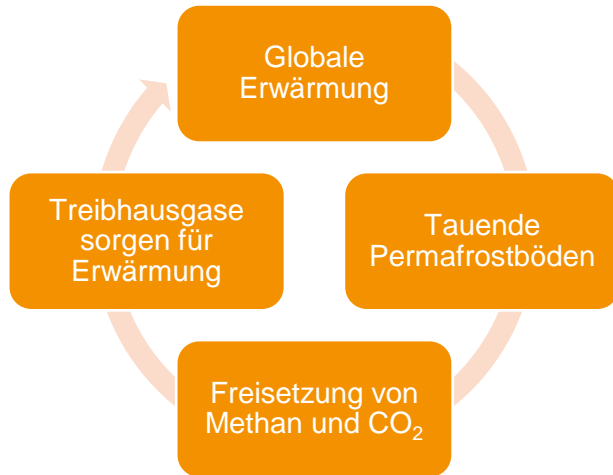 Globale
Erwärmung
Tauende
Permafrostböden
Freisetzung von
Methan und CO₂
Treibhausgase
sorgen für
Erwärmung